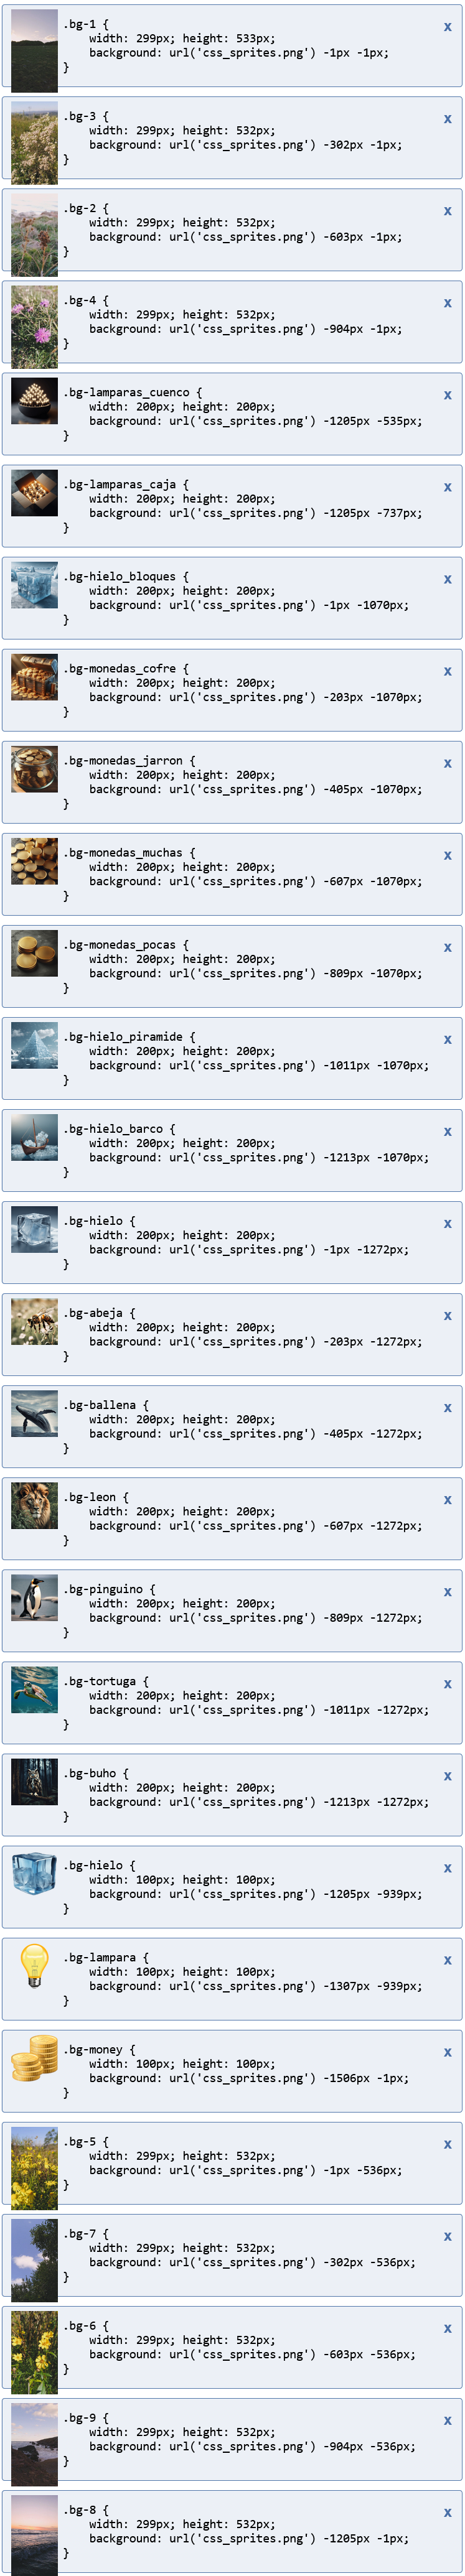 .bg-1 {
    width: 299px; height: 533px;
    background: url('css_sprites.png') -1px -1px;
}
x
.bg-3 {
    width: 299px; height: 532px;
    background: url('css_sprites.png') -302px -1px;
}
x
.bg-2 {
    width: 299px; height: 532px;
    background: url('css_sprites.png') -603px -1px;
}
x
.bg-4 {
    width: 299px; height: 532px;
    background: url('css_sprites.png') -904px -1px;
}
x
.bg-lamparas_cuenco {
    width: 200px; height: 200px;
    background: url('css_sprites.png') -1205px -535px;
}
x
.bg-lamparas_caja {
    width: 200px; height: 200px;
    background: url('css_sprites.png') -1205px -737px;
}
x
.bg-hielo_bloques {
    width: 200px; height: 200px;
    background: url('css_sprites.png') -1px -1070px;
}
x
.bg-monedas_cofre {
    width: 200px; height: 200px;
    background: url('css_sprites.png') -203px -1070px;
}
x
.bg-monedas_jarron {
    width: 200px; height: 200px;
    background: url('css_sprites.png') -405px -1070px;
}
x
.bg-monedas_muchas {
    width: 200px; height: 200px;
    background: url('css_sprites.png') -607px -1070px;
}
x
.bg-monedas_pocas {
    width: 200px; height: 200px;
    background: url('css_sprites.png') -809px -1070px;
}
x
.bg-hielo_piramide {
    width: 200px; height: 200px;
    background: url('css_sprites.png') -1011px -1070px;
}
x
.bg-hielo_barco {
    width: 200px; height: 200px;
    background: url('css_sprites.png') -1213px -1070px;
}
x
.bg-hielo {
    width: 200px; height: 200px;
    background: url('css_sprites.png') -1px -1272px;
}
x
.bg-abeja {
    width: 200px; height: 200px;
    background: url('css_sprites.png') -203px -1272px;
}
x
.bg-ballena {
    width: 200px; height: 200px;
    background: url('css_sprites.png') -405px -1272px;
}
x
.bg-leon {
    width: 200px; height: 200px;
    background: url('css_sprites.png') -607px -1272px;
}
x
.bg-pinguino {
    width: 200px; height: 200px;
    background: url('css_sprites.png') -809px -1272px;
}
x
.bg-tortuga {
    width: 200px; height: 200px;
    background: url('css_sprites.png') -1011px -1272px;
}
x
.bg-buho {
    width: 200px; height: 200px;
    background: url('css_sprites.png') -1213px -1272px;
}
x
.bg-hielo {
    width: 100px; height: 100px;
    background: url('css_sprites.png') -1205px -939px;
}
x
.bg-lampara {
    width: 100px; height: 100px;
    background: url('css_sprites.png') -1307px -939px;
}
x
.bg-money {
    width: 100px; height: 100px;
    background: url('css_sprites.png') -1506px -1px;
}
x
.bg-5 {
    width: 299px; height: 532px;
    background: url('css_sprites.png') -1px -536px;
}
x
.bg-7 {
    width: 299px; height: 532px;
    background: url('css_sprites.png') -302px -536px;
}
x
.bg-6 {
    width: 299px; height: 532px;
    background: url('css_sprites.png') -603px -536px;
}
x
.bg-9 {
    width: 299px; height: 532px;
    background: url('css_sprites.png') -904px -536px;
}
x
.bg-8 {
    width: 299px; height: 532px;
    background: url('css_sprites.png') -1205px -1px;
}
x